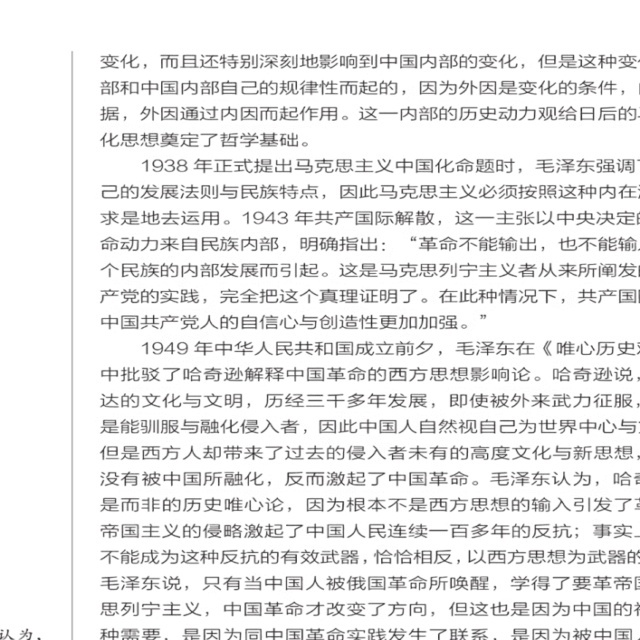 变化，而且还特别深刻地影响到中国内部的变化，但是这种变
部和中国内部自己的规律性而起的，因为外因是变化的条件，
据，外因通过内因而起作用。这一内部的历史动力观给日后的
化思想奠定了哲学基础。
1938 年正式提出马克思主义中国化命题时，毛泽东强调
己的发展法则与民族特点，因此马克思主义必须按照这种内在
求是地去运用。1943 年共产国际解散，这一主张以中央决定
命动力来自民族内部，明确指出：“革命不能输出，也不能输
个民族的内部发展而引起。这是马克思列宁主义者从来所阐发
产党的实践，完全把这个真理证明了。在此种情况下，共产国
中国共产党人的自信心与创造性更加加强。”
1949 年中华人民共和国成立前夕，毛泽东在《唯心历史
中批驳了哈奇逊解释中国革命的西方思想影响论。哈奇逊说，
达的文化与文明，历经三千多年发展，即使被外来武力征服，
是能驯服与融化侵入者，因此中国人自然视自己为世界中心与
但是西方人却带来了过去的侵入者未有的高度文化与新思想，
没有被中国所融化，反而激起了中国革命。毛泽东认为，哈
是而非的历史唯心论，因为根本不是西方思想的输入引发了
帝国主义的侵略激起了中国人民连续一百多年的反抗；事实
不能成为这种反抗的有效武器，恰恰相反，以西方思想为武器
毛泽东说，只有当中国人被俄国革命所唤醒，学得了要革帝
思列宁主义，中国革命才改变了方向，但这也是因为中国的
认为，
种需要，是因为同中国革命实践发生了联系，是因为被中国